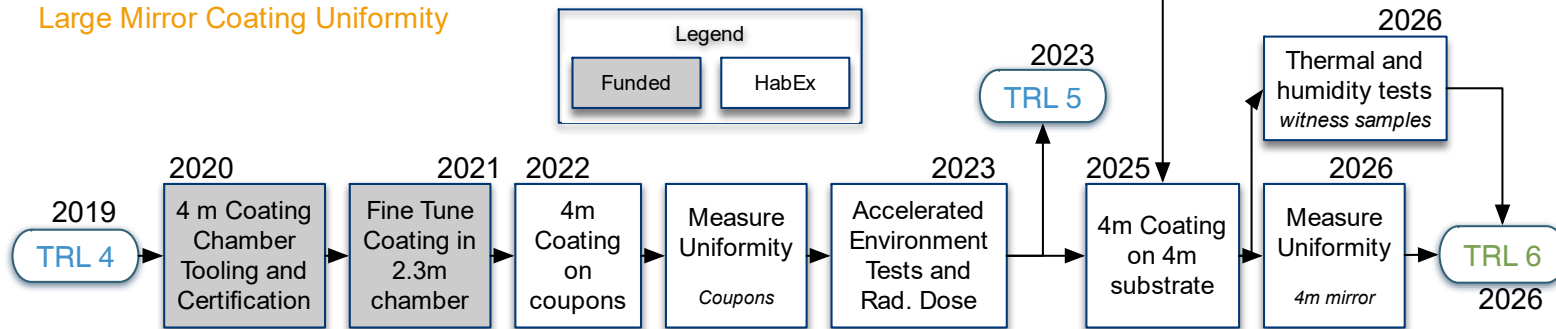 Large Mirror Coating Uniformity
Legend
Funded
HabEx
2019
TRL 4
2020
4 m Coating
Chamber
Tooling and
Certification
2021
Fine Tune
Coating in
2.3m
chamber
2022
4m
Coating
on
coupons
Measure
Uniformity
Coupons
2023
Accelerated
Environment
Tests and
Rad. Dose
2023
TRL 5
2025
4m Coating
on 4m
substrate
2026
Thermal and
humidity tests
witness samples
2026
Measure
Uniformity
4m mirror
TRL 6
2026